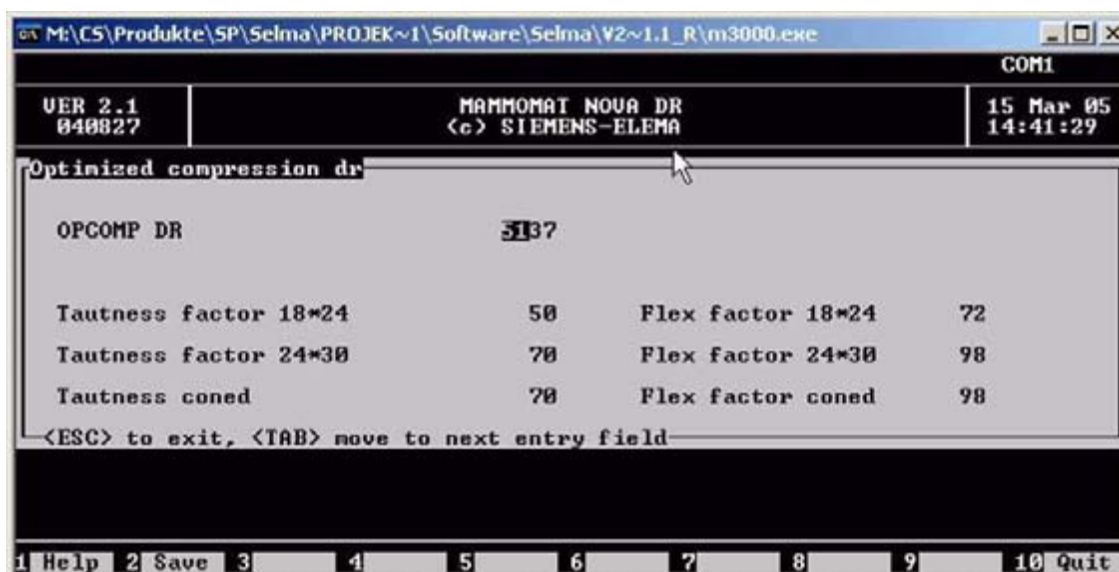 M:\CS\Produkte\SP\Selma\PROJEK~1\Software\Selma\V2~1.1_R\m3000.exe
COM1
VER 2.1 MAMMOMAT NOVA DR 15 Mar 05
040827 (c) SIEMENS-ELEMA 14:41:29
Optimized compression dr
OPCOMP DR 5137
Tautness factor 18*24 50 Flex factor 18*24 72
Tautness factor 24*30 70 Flex factor 24*30 98
Tautness coned 70 Flex factor coned 98
<ESC> to exit, <TAB> move to next entry field
1 Help 2 Save 3 4 5 6 7 8 9 10 Quit